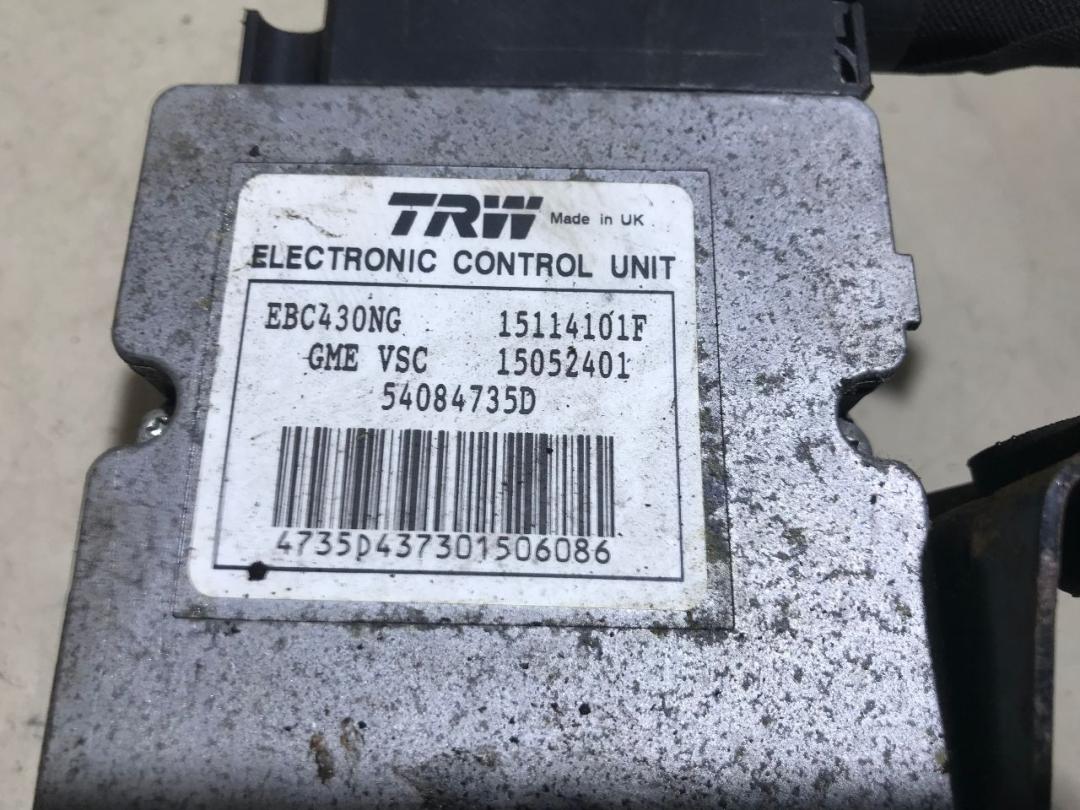 TRW Made in UK
ELECTRONIC CONTROL UNIT
EBC430NG 15114101F
GME VSC 15052401
54084735D
4735D437301506086